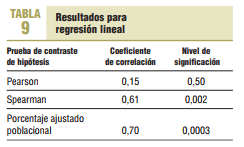 TABLA
9
Resultados para
regresión lineal
Prueba de contraste
de hipótesis
Coeficiente
de correlación
Nivel de
significación
Pearson 0,15 0,50
Spearman 0,61 0,002
Porcentaje ajustado
poblacional 0,70 0,0003